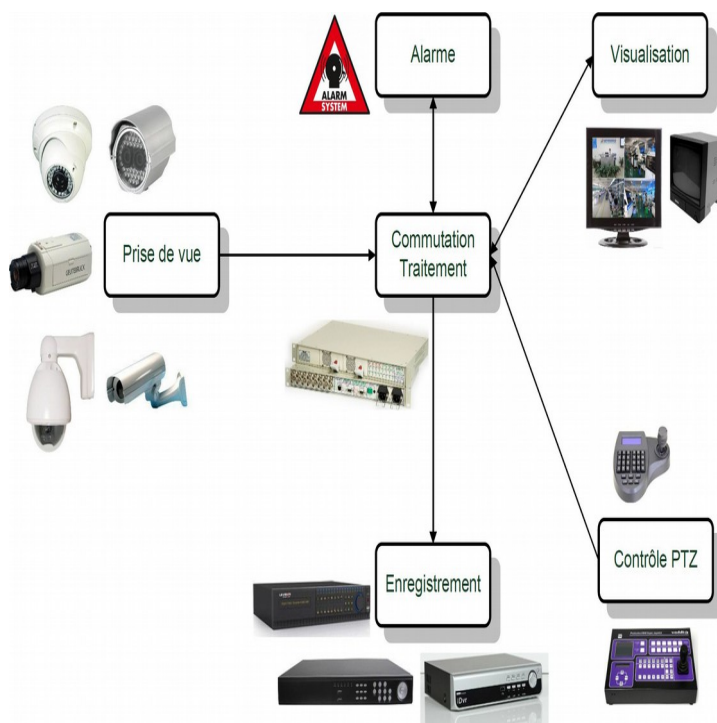 Alarme
ALARM
SYSTEM
Visualisation
Prise de vue
Commutation
Traitement
Contrôle PTZ
Enregistrement